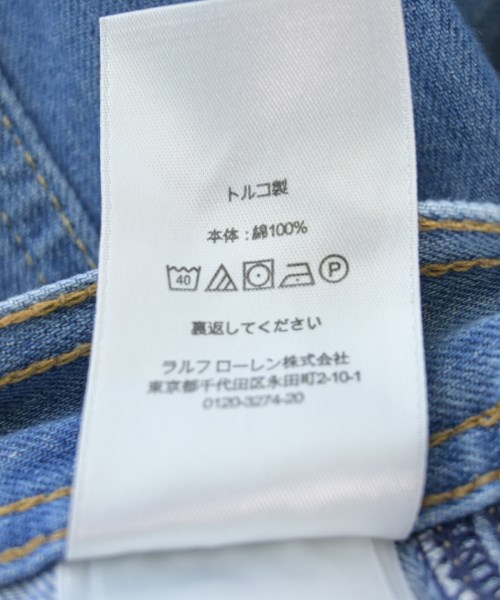 トルコ製
本体 : 綿100%
40 P
裏返してください
ラルフ ローレン株式会社
東京都千代田区永田町2-10-1
0120-3274-20